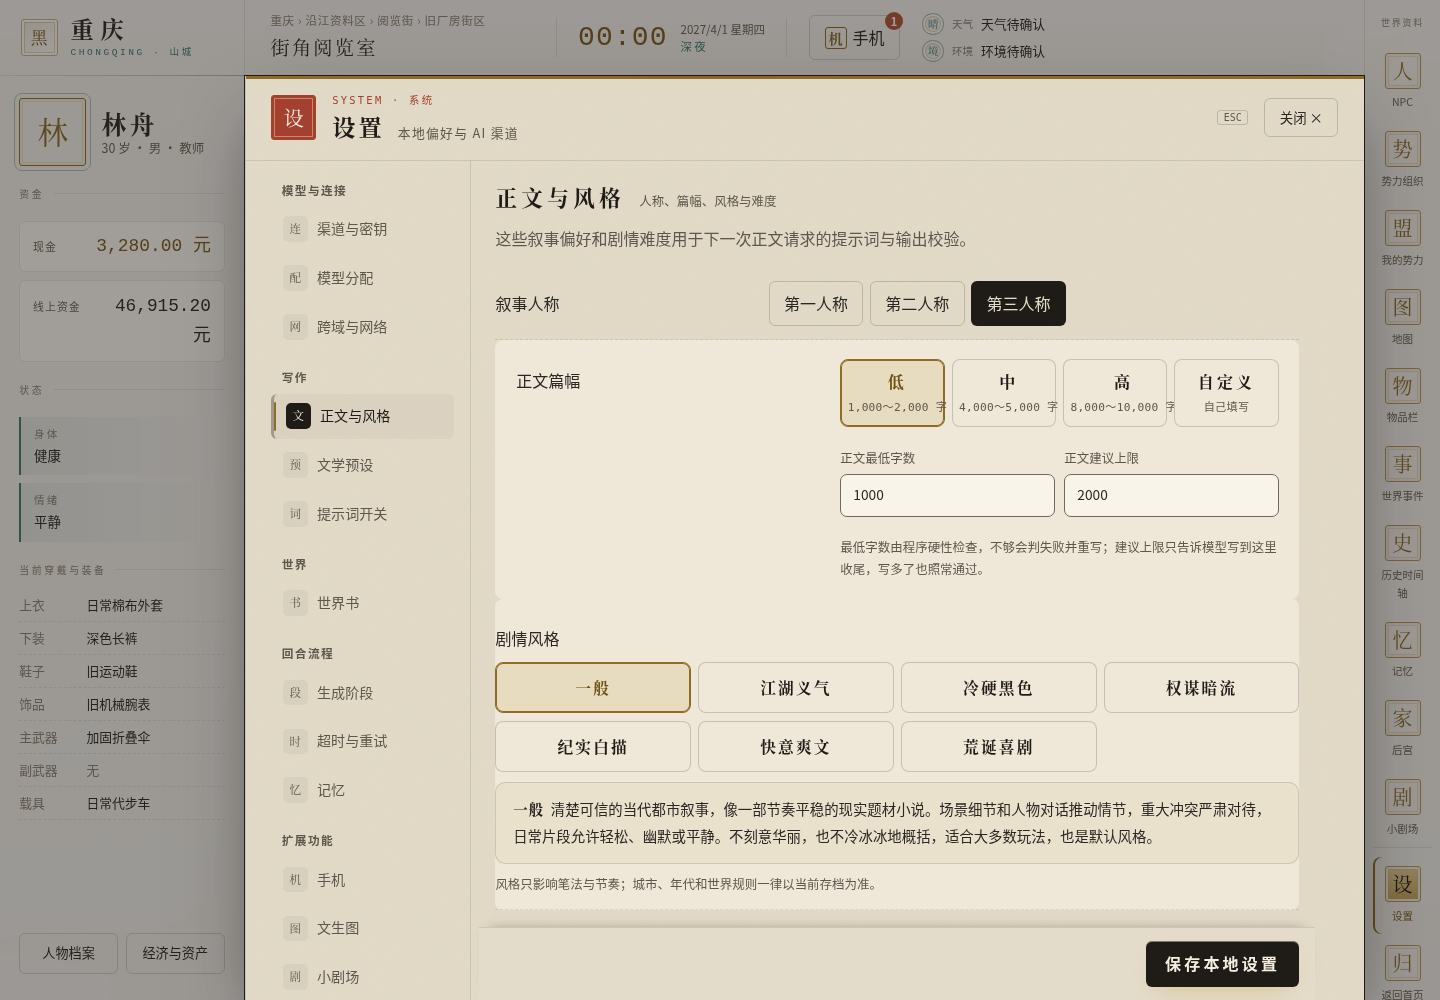 黑
重庆
CHONGQING · 山城
重庆 › 沿江资料区 › 阅览街 › 旧厂房街区
街角阅览室
00:00
2027/4/1 星期四
深夜
机 手机 1
晴 天气 天气待确认
境 环境 环境待确认
林
林舟
30 岁 · 男 · 教师
资金
现金 3,280.00 元
线上资金 46,915.20
元
状态
身体
健康
情绪
平静
当前穿戴与装备
上衣 日常棉布外套
下装 深色长裤
鞋子 旧运动鞋
饰品 旧机械腕表
主武器 加固折叠伞
副武器 无
载具 日常代步车
人物档案 经济与资产
设
SYSTEM · 系统
设置 本地偏好与 AI 渠道
ESC 关闭 ×
模型与连接
连 渠道与密钥
配 模型分配
网 跨域与网络
写作
文 正文与风格
预 文学预设
词 提示词开关
世界
书 世界书
回合流程
段 生成阶段
时 超时与重试
忆 记忆
扩展功能
机 手机
图 文生图
剧 小剧场
正文与风格 人称、篇幅、风格与难度
这些叙事偏好和剧情难度用于下一次正文请求的提示词与输出校验。
叙事人称 第一人称 第二人称 第三人称
正文篇幅
低 中 高 自定义
1,000～2,000 字 4,000～5,000 字 8,000～10,000 字 自己填写
正文最低字数 正文建议上限
1000 2000
最低字数由程序硬性检查，不够会判失败并重写；建议上限只告诉模型写到这里
收尾，写多了也照常通过。
剧情风格
一般 江湖义气 冷硬黑色 权谋暗流
纪实白描 快意爽文 荒诞喜剧
一般 清楚可信的当代都市叙事，像一部节奏平稳的现实题材小说。场景细节和人物对话推动情节，重大冲突严肃对待，
日常片段允许轻松、幽默或平静。不刻意华丽，也不冷冰冰地概括，适合大多数玩法，也是默认风格。
风格只影响笔法与节奏；城市、年代和世界规则一律以当前存档为准。
保存本地设置
世界资料
人
NPC
势
势力组织
盟
我的势力
图
地图
物
物品栏
事
世界事件
史
历史时间
轴
忆
记忆
家
后宫
剧
小剧场
设
设置
归
返回首页